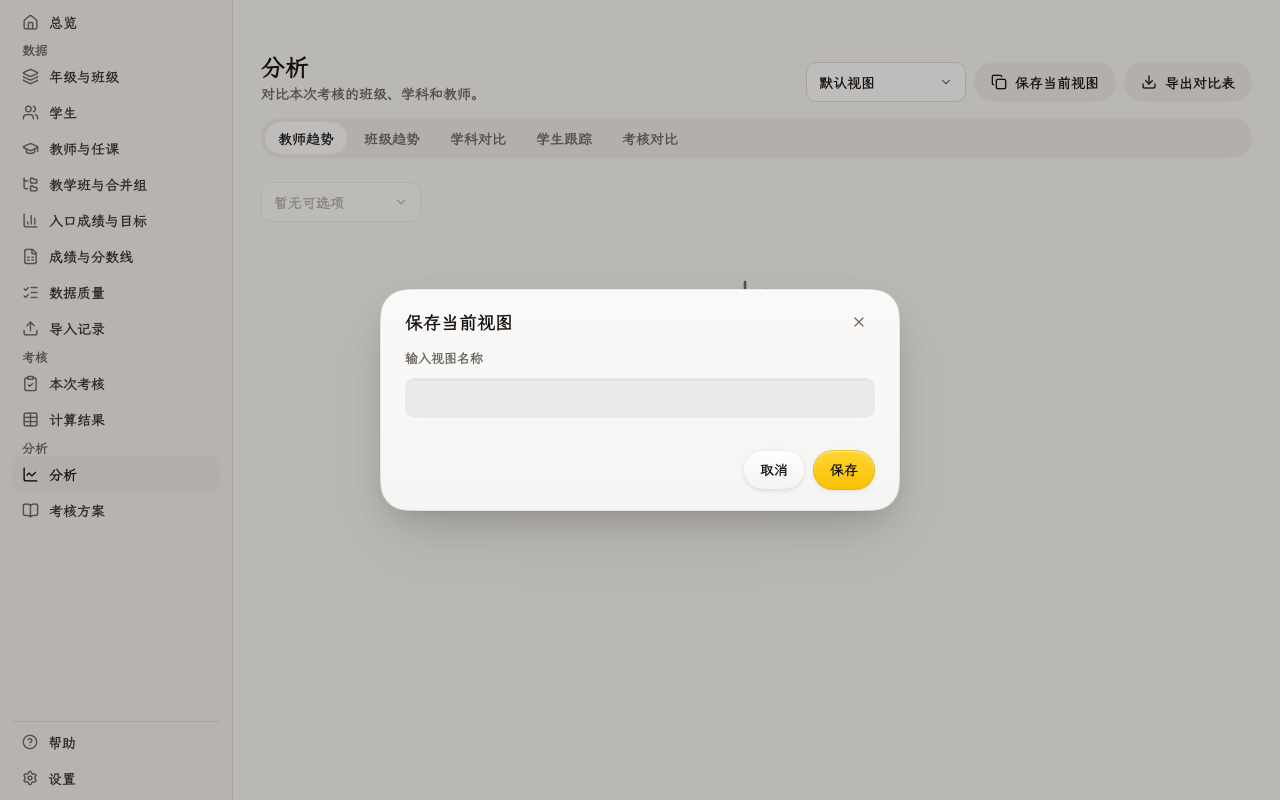 总览
数据
年级与班级
学生
教师与任课
教学班与合并组
入口成绩与目标
成绩与分数线
数据质量
导入记录
考核
本次考核
计算结果
分析
分析
考核方案
帮助
设置
分析
对比本次考核的班级、学科和教师。
默认视图
保存当前视图
导出对比表
教师趋势
班级趋势
学科对比
学生跟踪
考核对比
暂无可选项
保存当前视图
输入视图名称
取消
保存